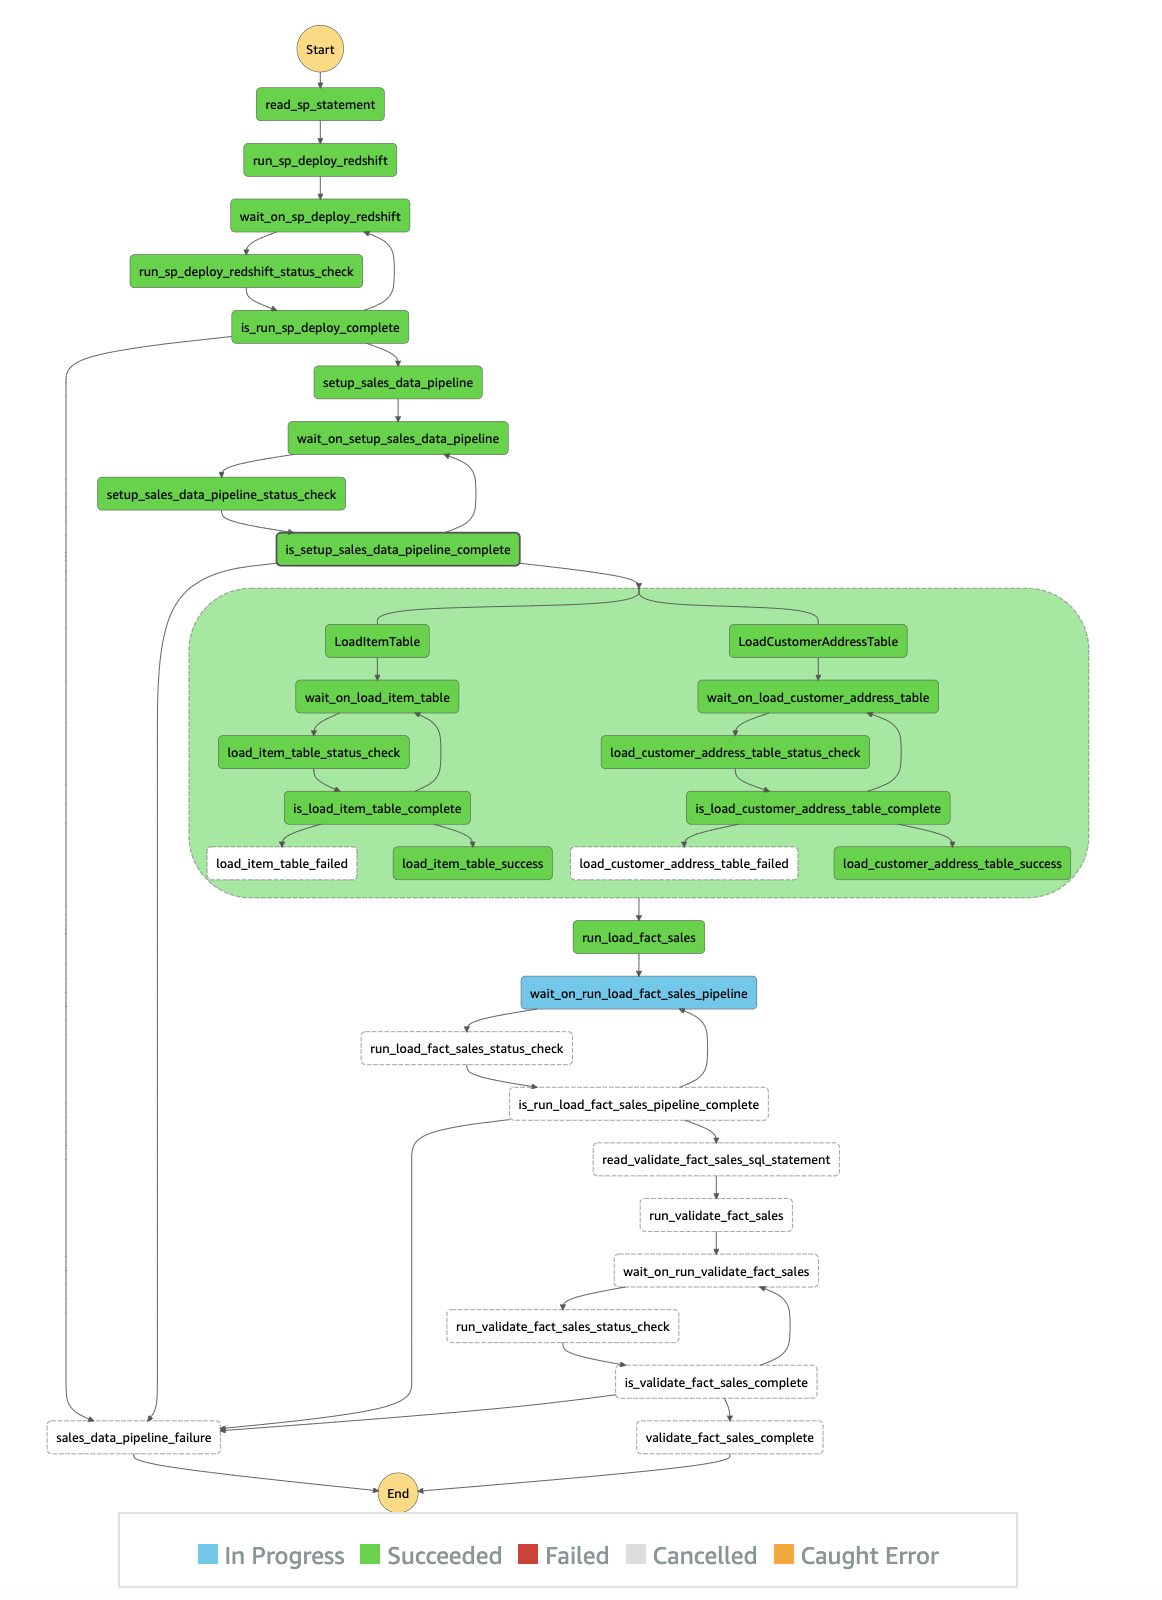 Start
read_sp_statement
run_sp_deploy_redshift
wait_on_sp_deploy_redshift
run_sp_deploy_redshift_status_check
is_run_sp_deploy_complete
setup_sales_data_pipeline
wait_on_setup_sales_data_pipeline
setup_sales_data_pipeline_status_check
is_setup_sales_data_pipeline_complete
LoadItemTable
LoadCustomerAddressTable
wait_on_load_item_table
wait_on_load_customer_address_table
load_item_table_status_check
load_customer_address_table_status_check
is_load_item_table_complete
is_load_customer_address_table_complete
load_item_table_failed
load_item_table_success
load_customer_address_table_failed
load_customer_address_table_success
run_load_fact_sales
wait_on_run_load_fact_sales_pipeline
run_load_fact_sales_status_check
is_run_load_fact_sales_pipeline_complete
read_validate_fact_sales_sql_statement
run_validate_fact_sales
wait_on_run_validate_fact_sales
run_validate_fact_sales_status_check
is_validate_fact_sales_complete
sales_data_pipeline_failure
validate_fact_sales_complete
End
In Progress
Succeeded
Failed
Cancelled
Caught Error